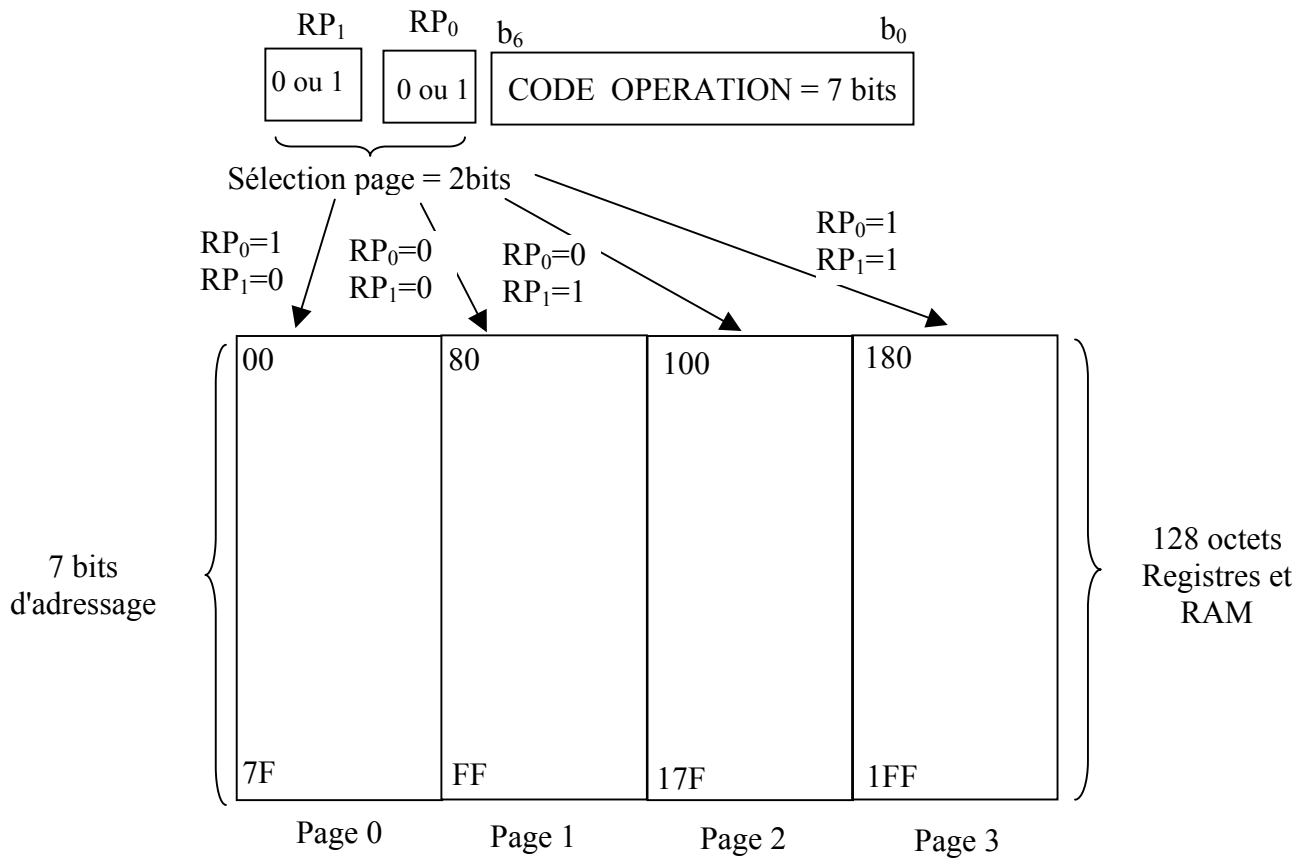 RP₁ RP₀ b₆ b₀
0 ou 1 0 ou 1 CODE OPERATION = 7 bits
Sélection page = 2bits
RP₀=1
RP₁=0
RP₀=0
RP₁=0
RP₀=0
RP₁=1
RP₀=1
RP₁=1
00 80 100 180
7 bits
d'adressage
128 octets
Registres et
RAM
7F FF 17F 1FF
Page 0 Page 1 Page 2 Page 3